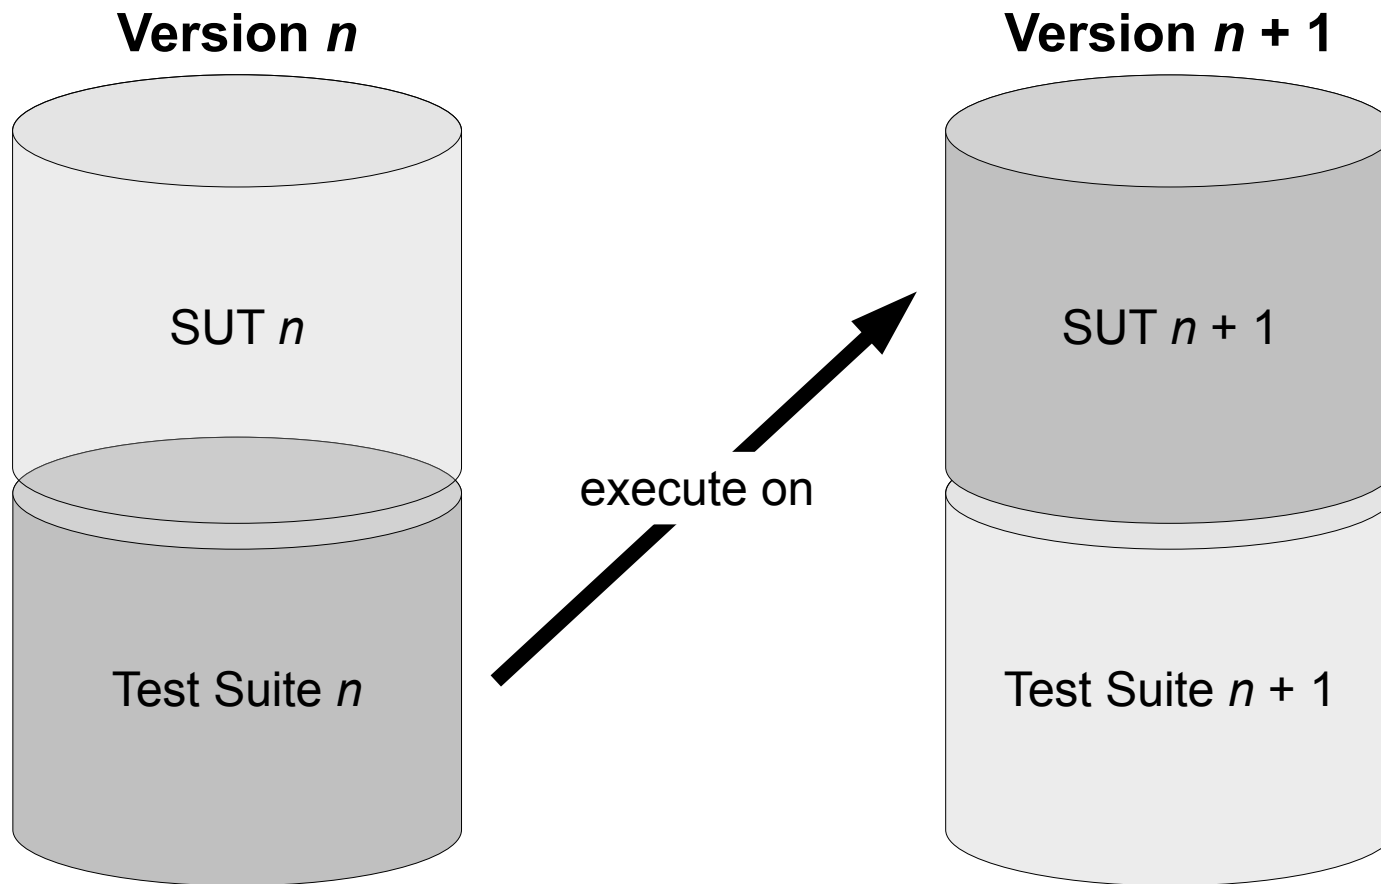 Version n
Version n + 1
SUT n
SUT n + 1
execute on
Test Suite n
Test Suite n + 1